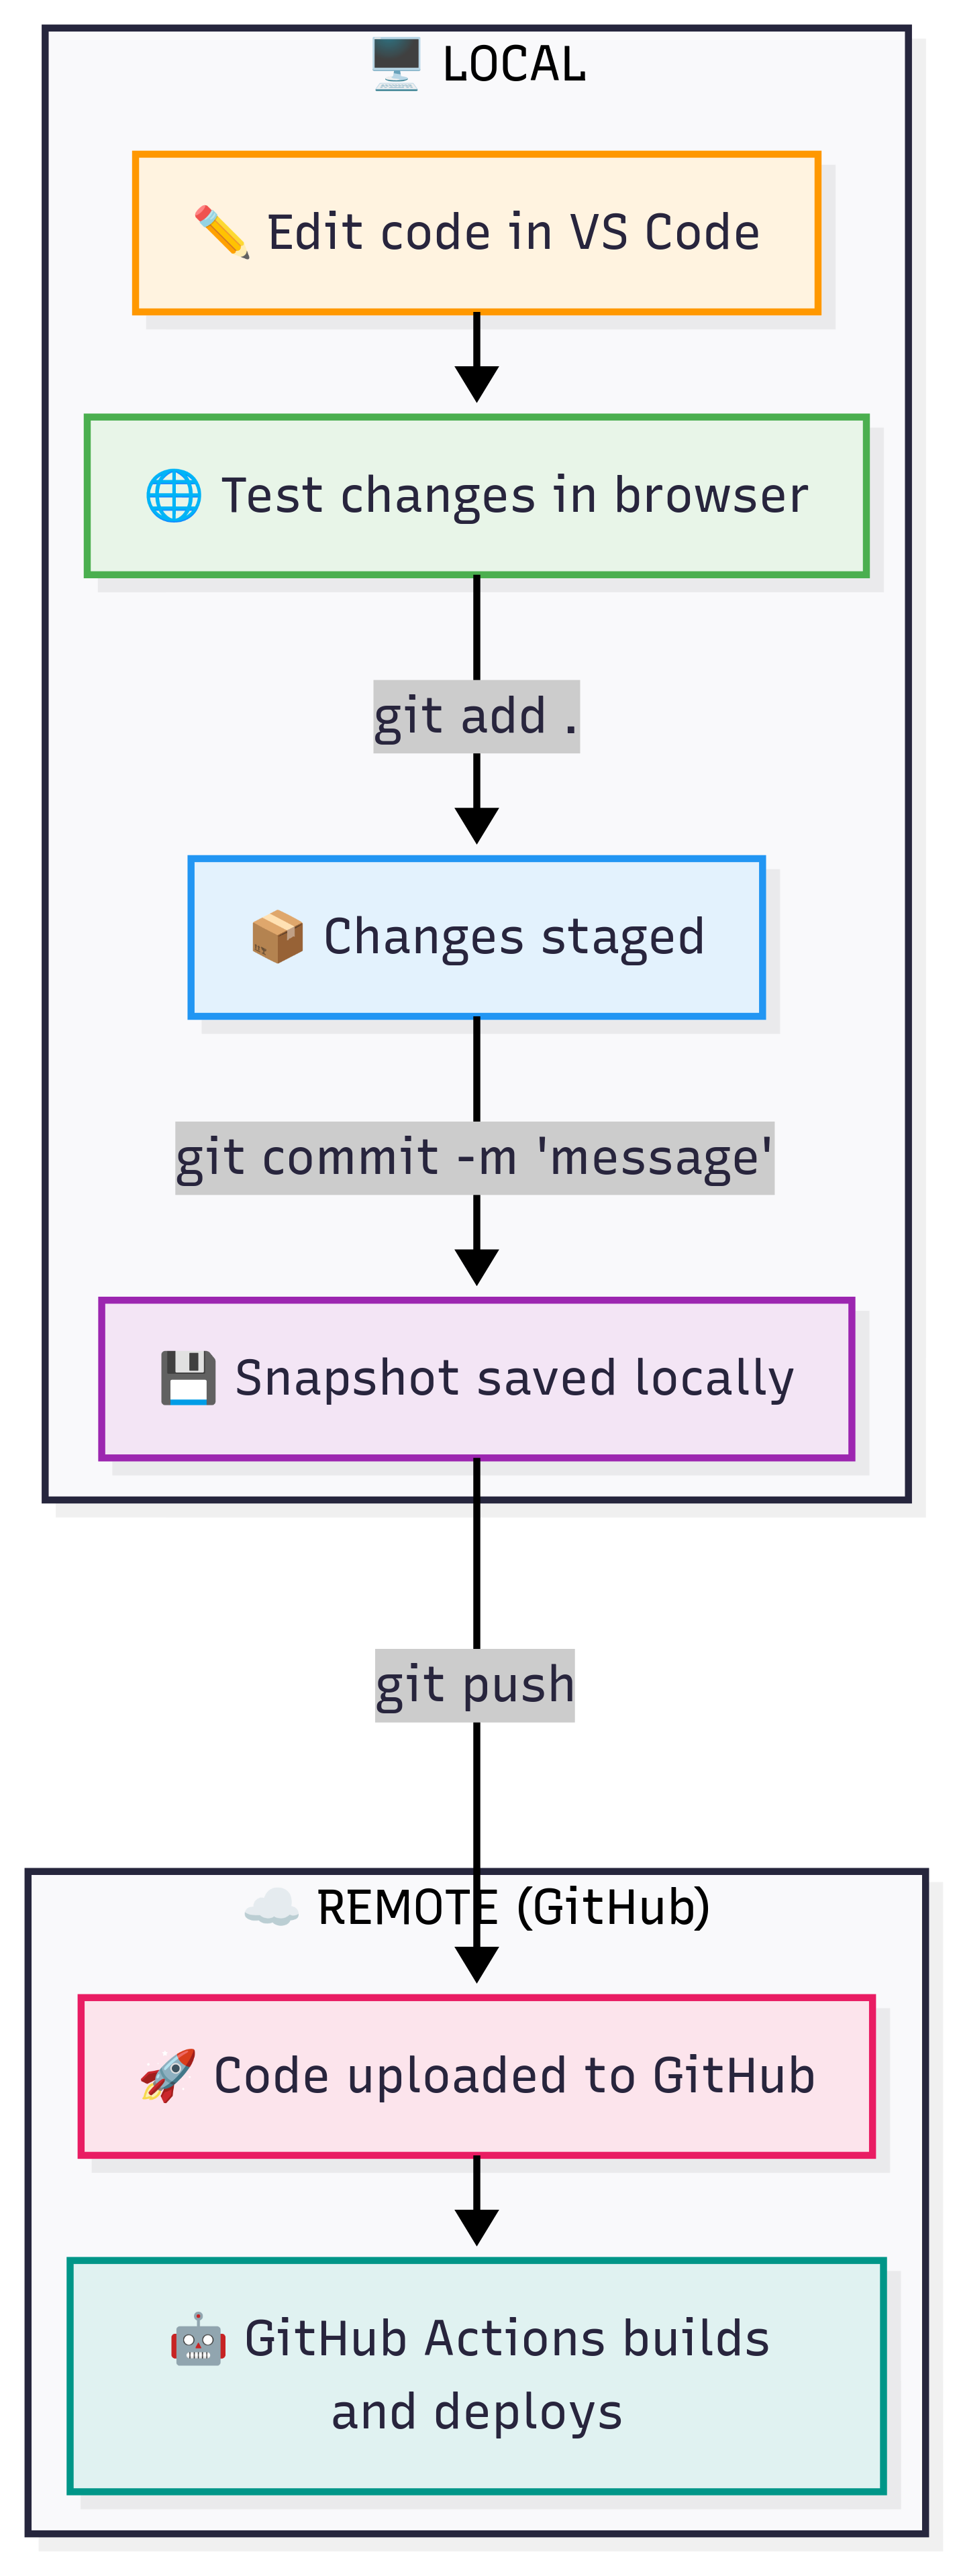 🖥️ LOCAL
✏️ Edit code in VS Code
🌐 Test changes in browser
git add .
📦 Changes staged
git commit -m 'message'
💾 Snapshot saved locally
git push
☁️ REMOTE (GitHub)
🚀 Code uploaded to GitHub
🤖 GitHub Actions builds
and deploys